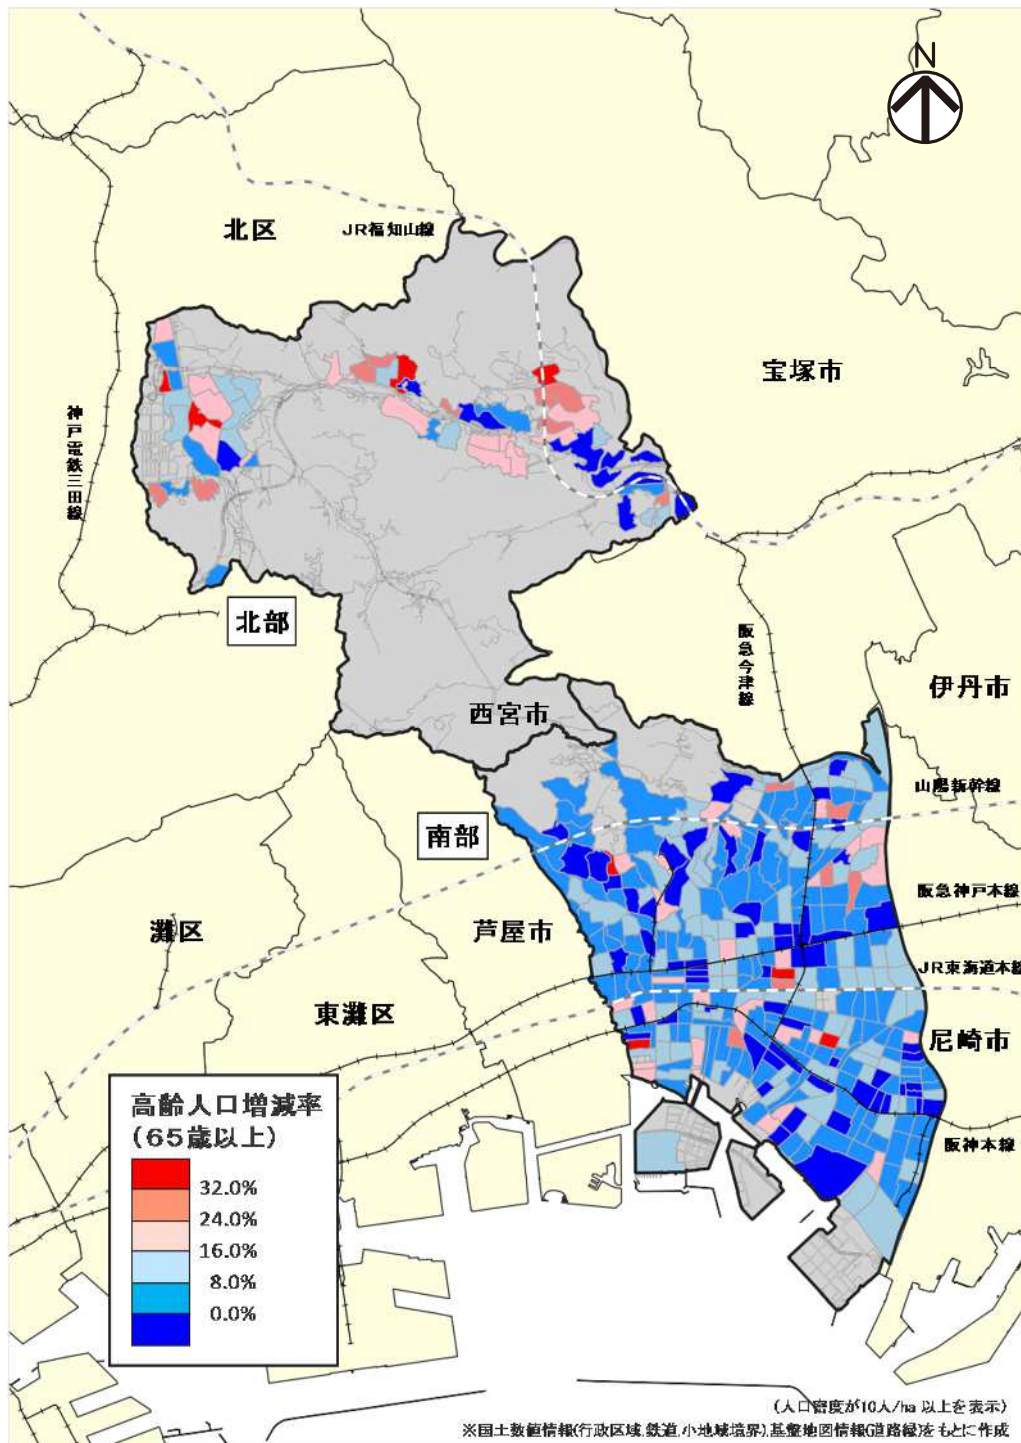 N
北区
JR福知山線
宝塚市
神戸電鉄三田線
北部
阪急今津線
伊丹市
西宮市
山陽新幹線
南部
阪急神戸本線
灘区
芦屋市
JR東海道本線
東灘区
尼崎市
高齢人口増減率
(65歳以上)
32.0%
24.0%
16.0%
8.0%
0.0%
阪神本線
(人口密度が10人/ha 以上を表示)
※国土数値情報(行政区域,鉄道,小地域境界),基盤地図情報(道路縁)をもとに作成